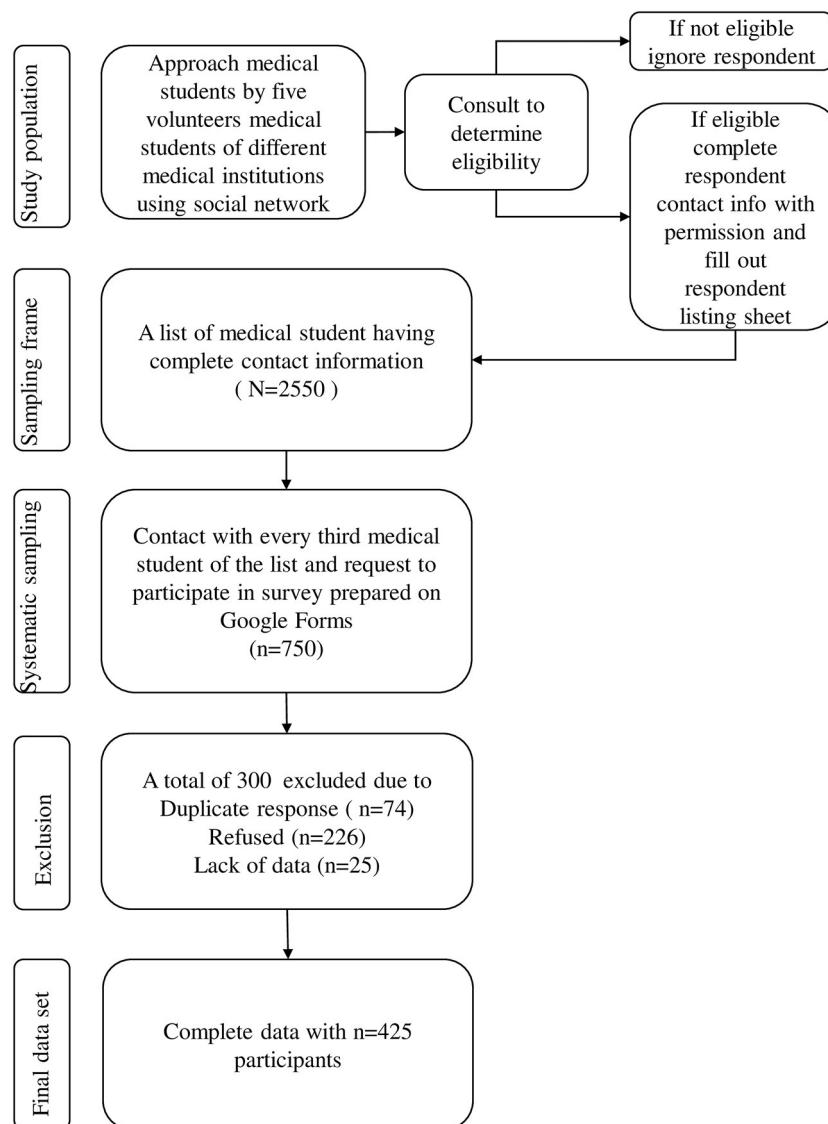 Study population
Approach medical
students by five
volunteers medical
students of different
medical institutions
using social network
Consult to
determine
eligibility
If not eligible
ignore respondent
If eligible
complete
respondent
contact info with
permission and
fill out
respondent
listing sheet
Sampling frame
A list of medical student having
complete contact information
( N=2550 )
Systematic sampling
Contact with every third medical
student of the list and request to
participate in survey prepared on
Google Forms
(n=750)
Exclusion
A total of 300 excluded due to
Duplicate response ( n=74)
Refused (n=226)
Lack of data (n=25)
Final data set
Complete data with n=425
participants